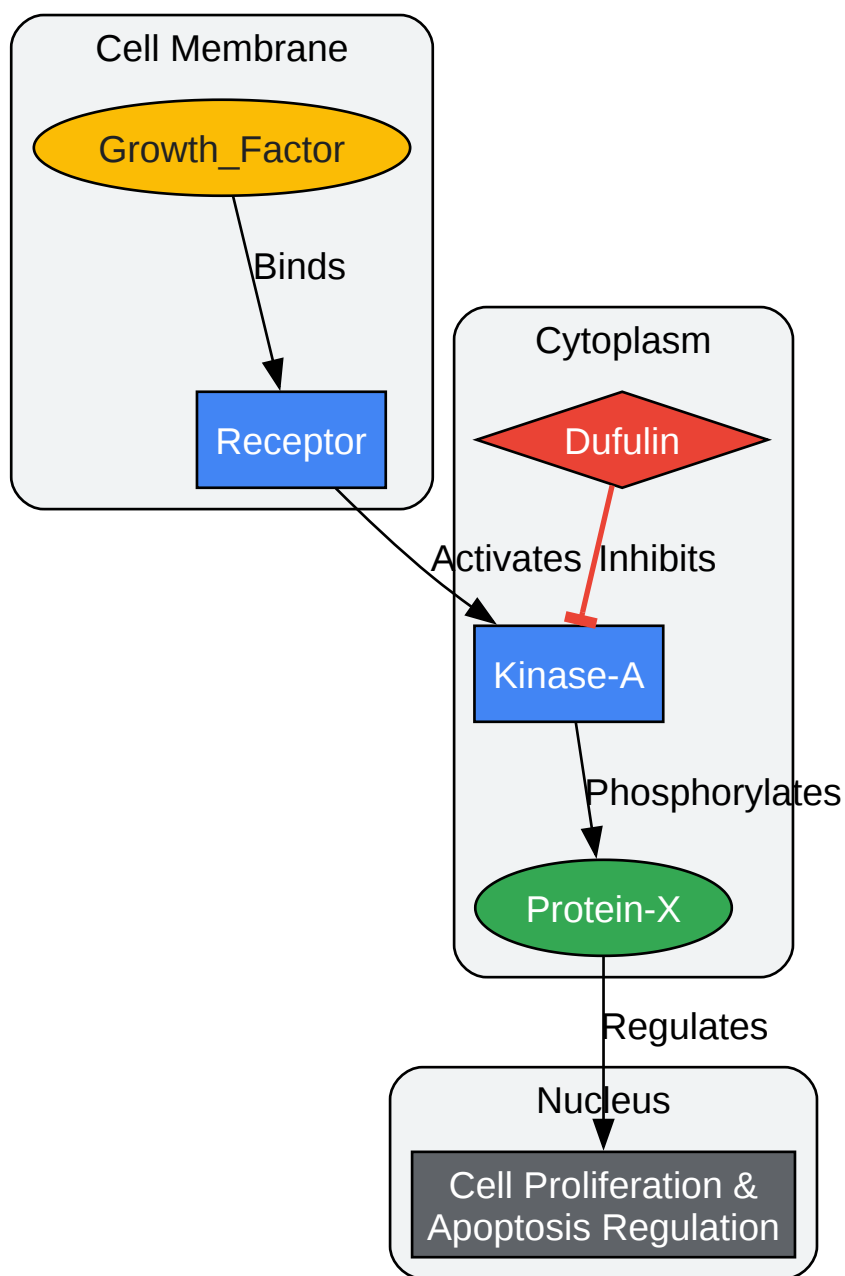 Cell Membrane
Growth_Factor
Binds
Receptor
Cytoplasm
Dufulin
Activates
Inhibits
Kinase-A
Phosphorylates
Protein-X
Regulates
Nucleus
Cell Proliferation &
Apoptosis Regulation